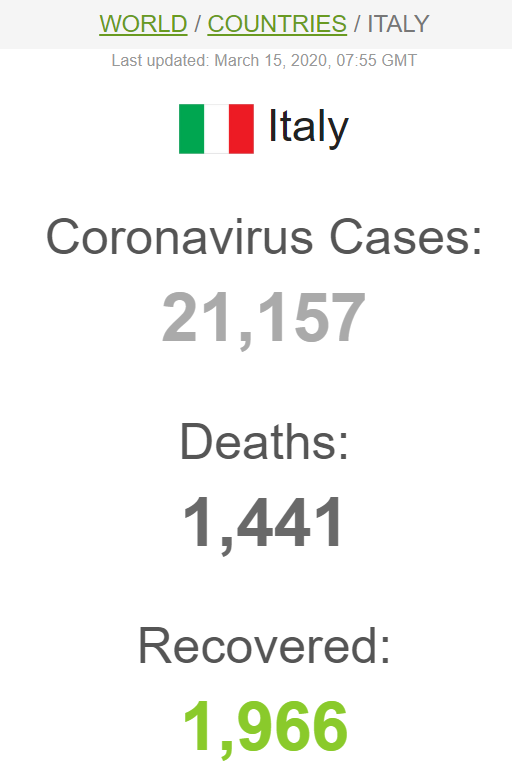 WORLD / COUNTRIES / ITALY
Last updated: March 15, 2020, 07:55 GMT
Italy
Coronavirus Cases:
21,157
Deaths:
1,441
Recovered:
1,966